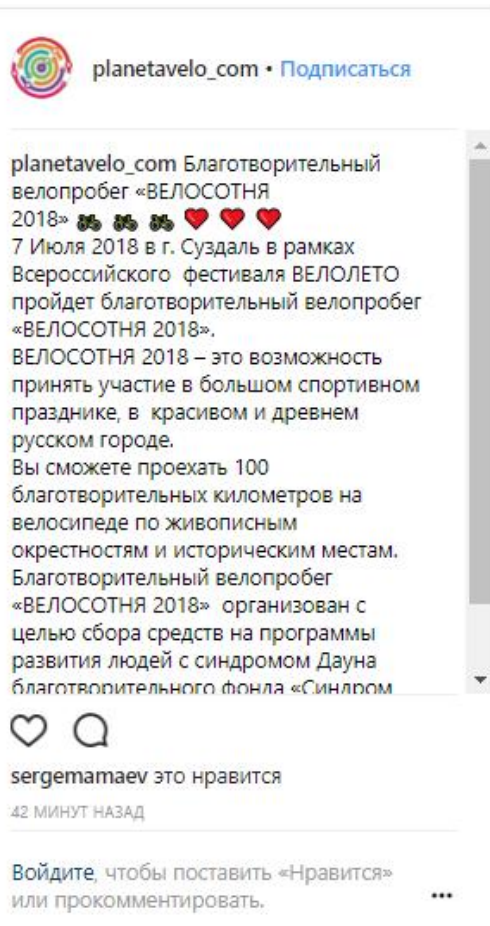 planetavelo_com • Подписаться
planetavelo_com Благотворительный
велопробег «ВЕЛОСОТНЯ
2018» 🚜 🚜 🚜 ❤ ❤ ❤
7 Июля 2018 в г. Суздаль в рамках
Всероссийского фестиваля ВЕЛОЛЕТО
пройдет благотворительный велопробег
«ВЕЛОСОТНЯ 2018».
ВЕЛОСОТНЯ 2018 – это возможность
принять участие в большом спортивном
празднике, в красивом и древнем
русском городе.
Вы сможете проехать 100
благотворительных километров на
велосипеде по живописным
окрестностям и историческим местам.
Благотворительный велопробег
«ВЕЛОСОТНЯ 2018» организован с
целью сбора средств на программы
развития людей с синдромом Дауна
благотворительного фонда «Синдром
sergemamaev это нравится
42 МИНУТ НАЗАД
Войдите, чтобы поставить «Нравится»
или прокомментировать.